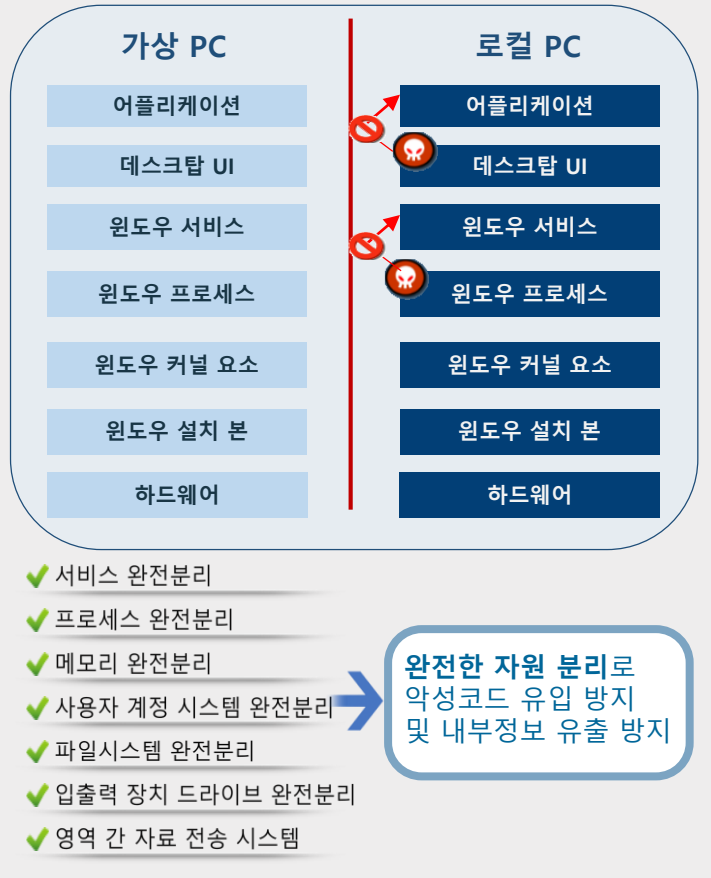 가상 PC
로컬 PC
어플리케이션
어플리케이션
데스크탑 UI
데스크탑 UI
윈도우 서비스
윈도우 서비스
윈도우 프로세스
윈도우 프로세스
윈도우 커널 요소
윈도우 커널 요소
윈도우 설치 본
윈도우 설치 본
하드웨어
하드웨어
서비스 완전분리
프로세스 완전분리
메모리 완전분리
사용자 계정 시스템 완전분리
파일시스템 완전분리
입출력 장치 드라이브 완전분리
영역 간 자료 전송 시스템
완전한 자원 분리로
악성코드 유입 방지
및 내부정보 유출 방지